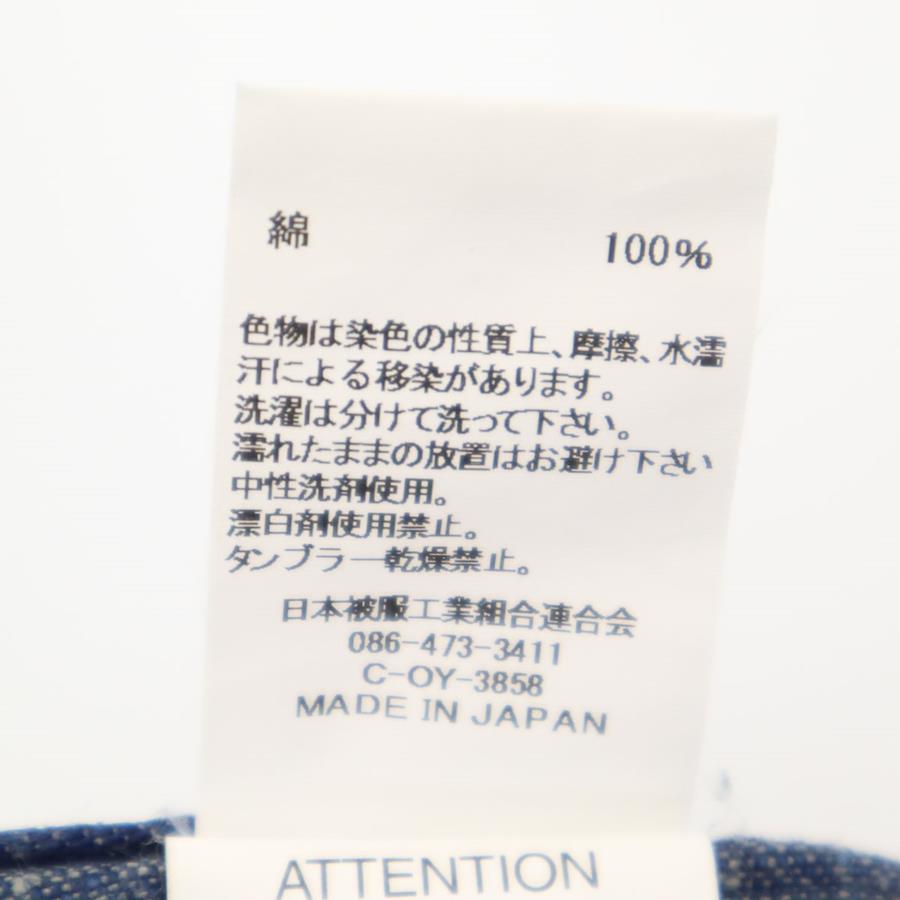 綿 100%
色物は染色の性質上、摩擦、水濡
汗による移染があります。
洗濯は分けて洗って下さい。
濡れたままの放置はお避け下さい
中性洗剤使用。
漂白剤使用禁止。
タンブラー乾燥禁止。
日本被服工業組合連合会
086-473-3411
C-OY-3858
MADE IN JAPAN
ATTENTION